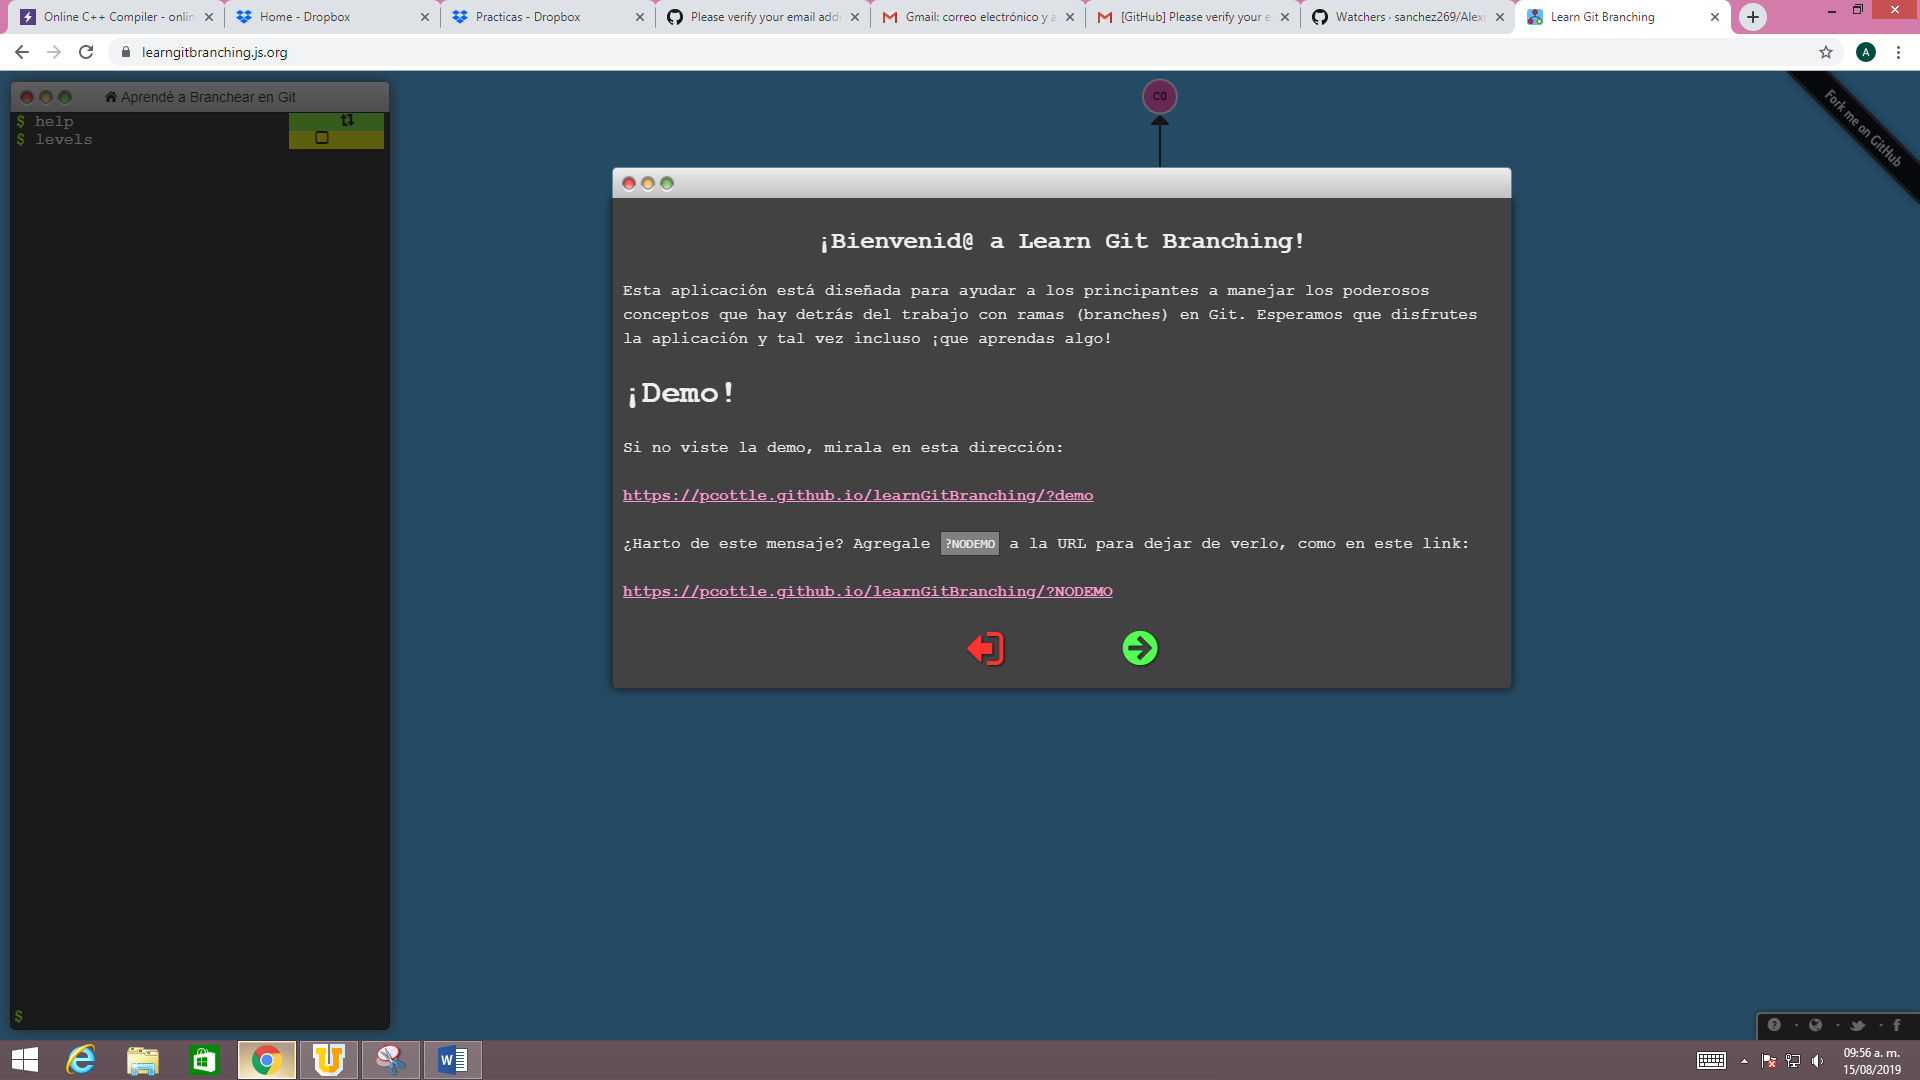 Online C++ Compiler - onlin
Home - Dropbox
Practicas - Dropbox
Please verify your email addr
Gmail: correo electrónico y a
[GitHub] Please verify your e
Watchers · sanchez269/Alexi
Learn Git Branching
learngitbranching.js.org
A
Aprendé a Branchear en Git
$ help
$ levels
$
C0
Fork me on GitHub
¡Bienvenid@ a Learn Git Branching!
Esta aplicación está diseñada para ayudar a los principantes a manejar los poderosos
conceptos que hay detrás del trabajo con ramas (branches) en Git. Esperamos que disfrutes
la aplicación y tal vez incluso ¡que aprendas algo!
¡Demo!
Si no viste la demo, mirala en esta dirección:
https://pcottle.github.io/learnGitBranching/?demo
¿Harto de este mensaje? Agregale ?NODEMO a la URL para dejar de verlo, como en este link:
https://pcottle.github.io/learnGitBranching/?NODEMO
09:56 a. m.
15/08/2019